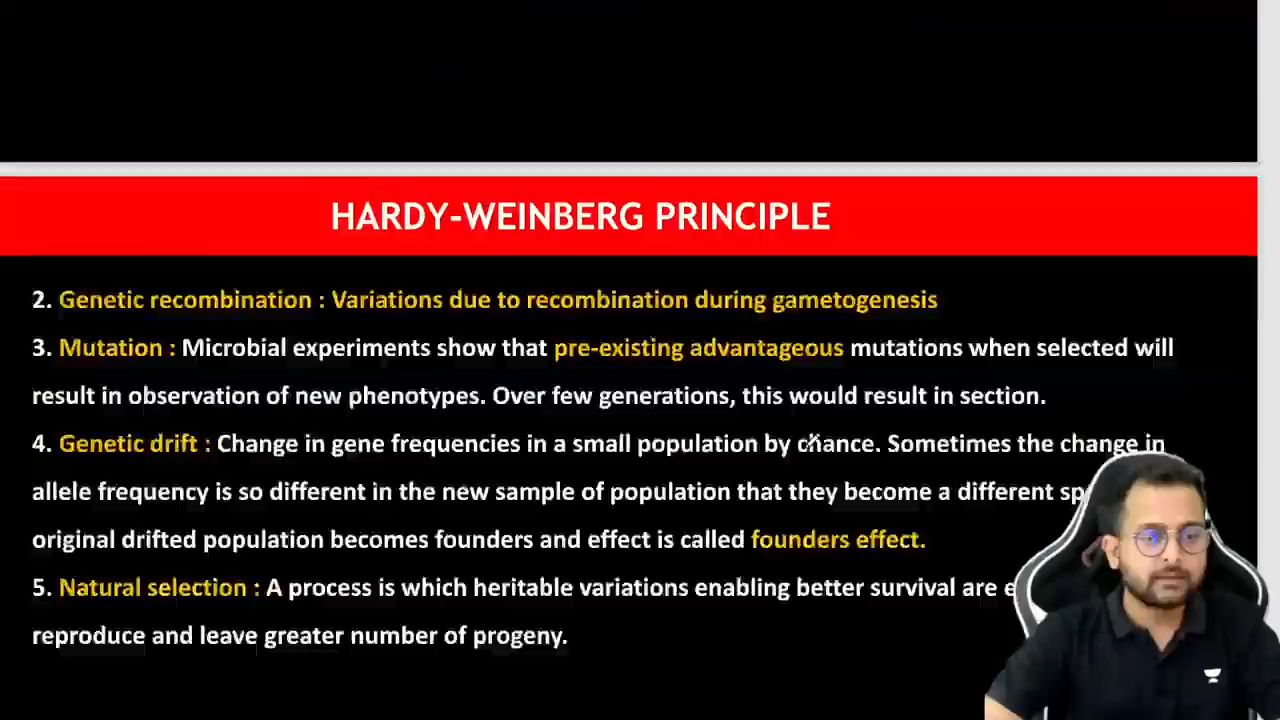 HARDY-WEINBERG PRINCIPLE
2. Genetic recombination : Variations due to recombination during gametogenesis
3. Mutation : Microbial experiments show that pre-existing advantageous mutations when selected will
result in observation of new phenotypes. Over few generations, this would result in section.
4. Genetic drift : Change in gene frequencies in a small population by chance. Sometimes the change in
allele frequency is so different in the new sample of population that they become a different
original drifted population becomes founders and effect is called founders effect.
5. Natural selection : A process is which heritable variations enabling better survival are
reproduce and leave greater number of progeny.